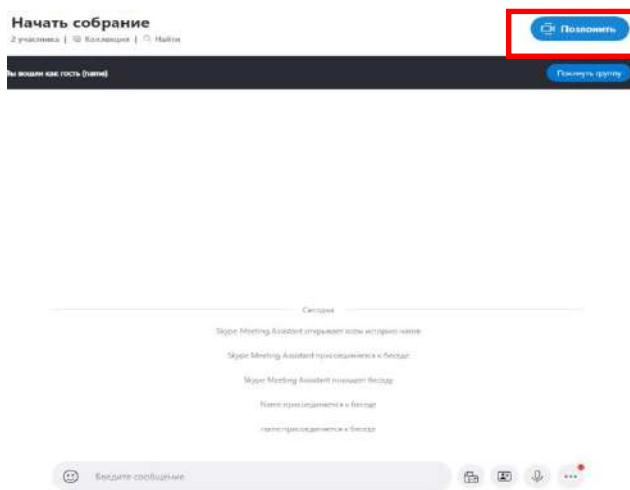 Начать собрание
2 участника | Коллекция | Найти
Позвонить
Вы вошли как гость (name)
Покинуть группу
Сегодня
Skype Meeting Assistant открывает всем историю чата
Skype Meeting Assistant присоединяется к беседе
Skype Meeting Assistant покидает беседу
Name присоединяется к беседе
name присоединяется к беседе
Введите сообщение